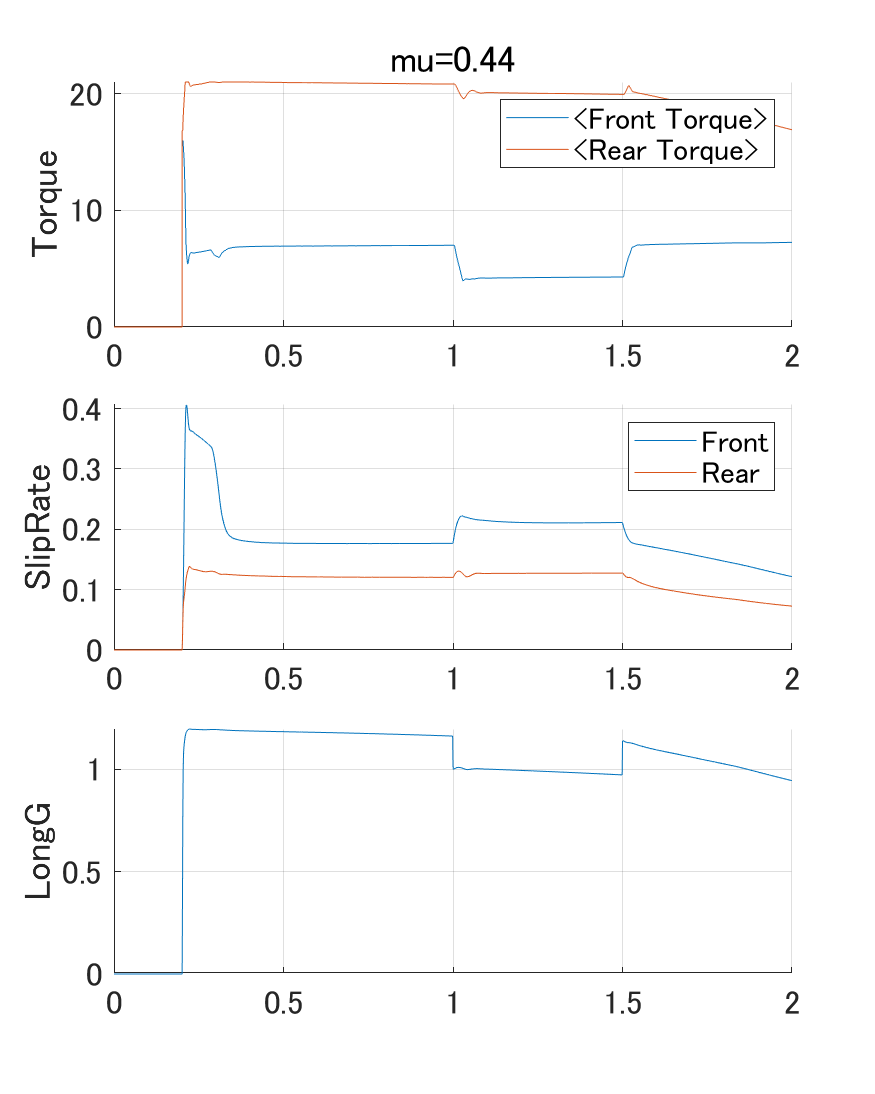 mu=0.44
Torque
20
10
0
<Front Torque>
<Rear Torque>
0 0.5 1 1.5 2
SlipRate
0.4
0.3
0.2
0.1
0
Front
Rear
0 0.5 1 1.5 2
LongG
1
0.5
0
0 0.5 1 1.5 2